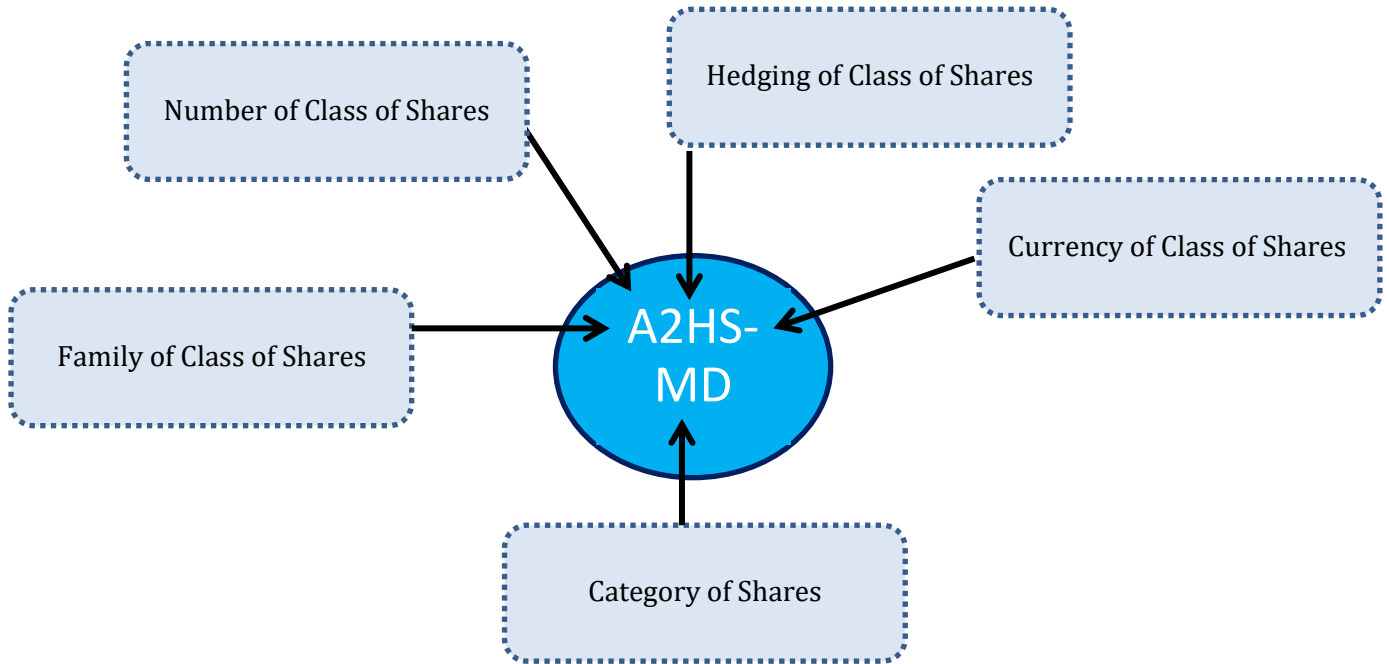 Hedging of Class of Shares
Number of Class of Shares
Currency of Class of Shares
Family of Class of Shares
A2HS-
MD
Category of Shares